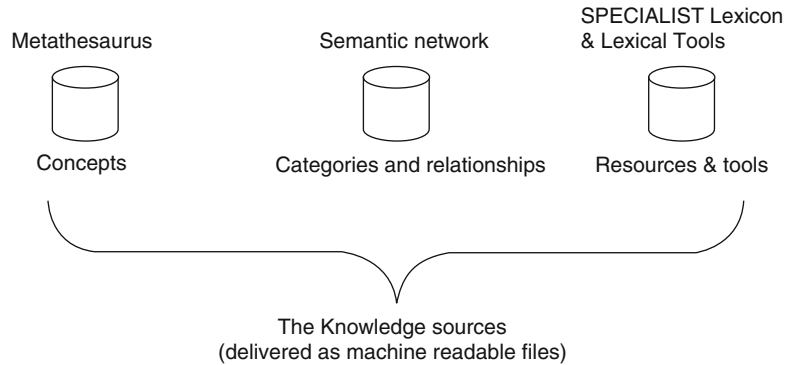 Metathesaurus
Semantic network
SPECIALIST Lexicon
& Lexical Tools
Concepts
Categories and relationships
Resources & tools
The Knowledge sources
(delivered as machine readable files)